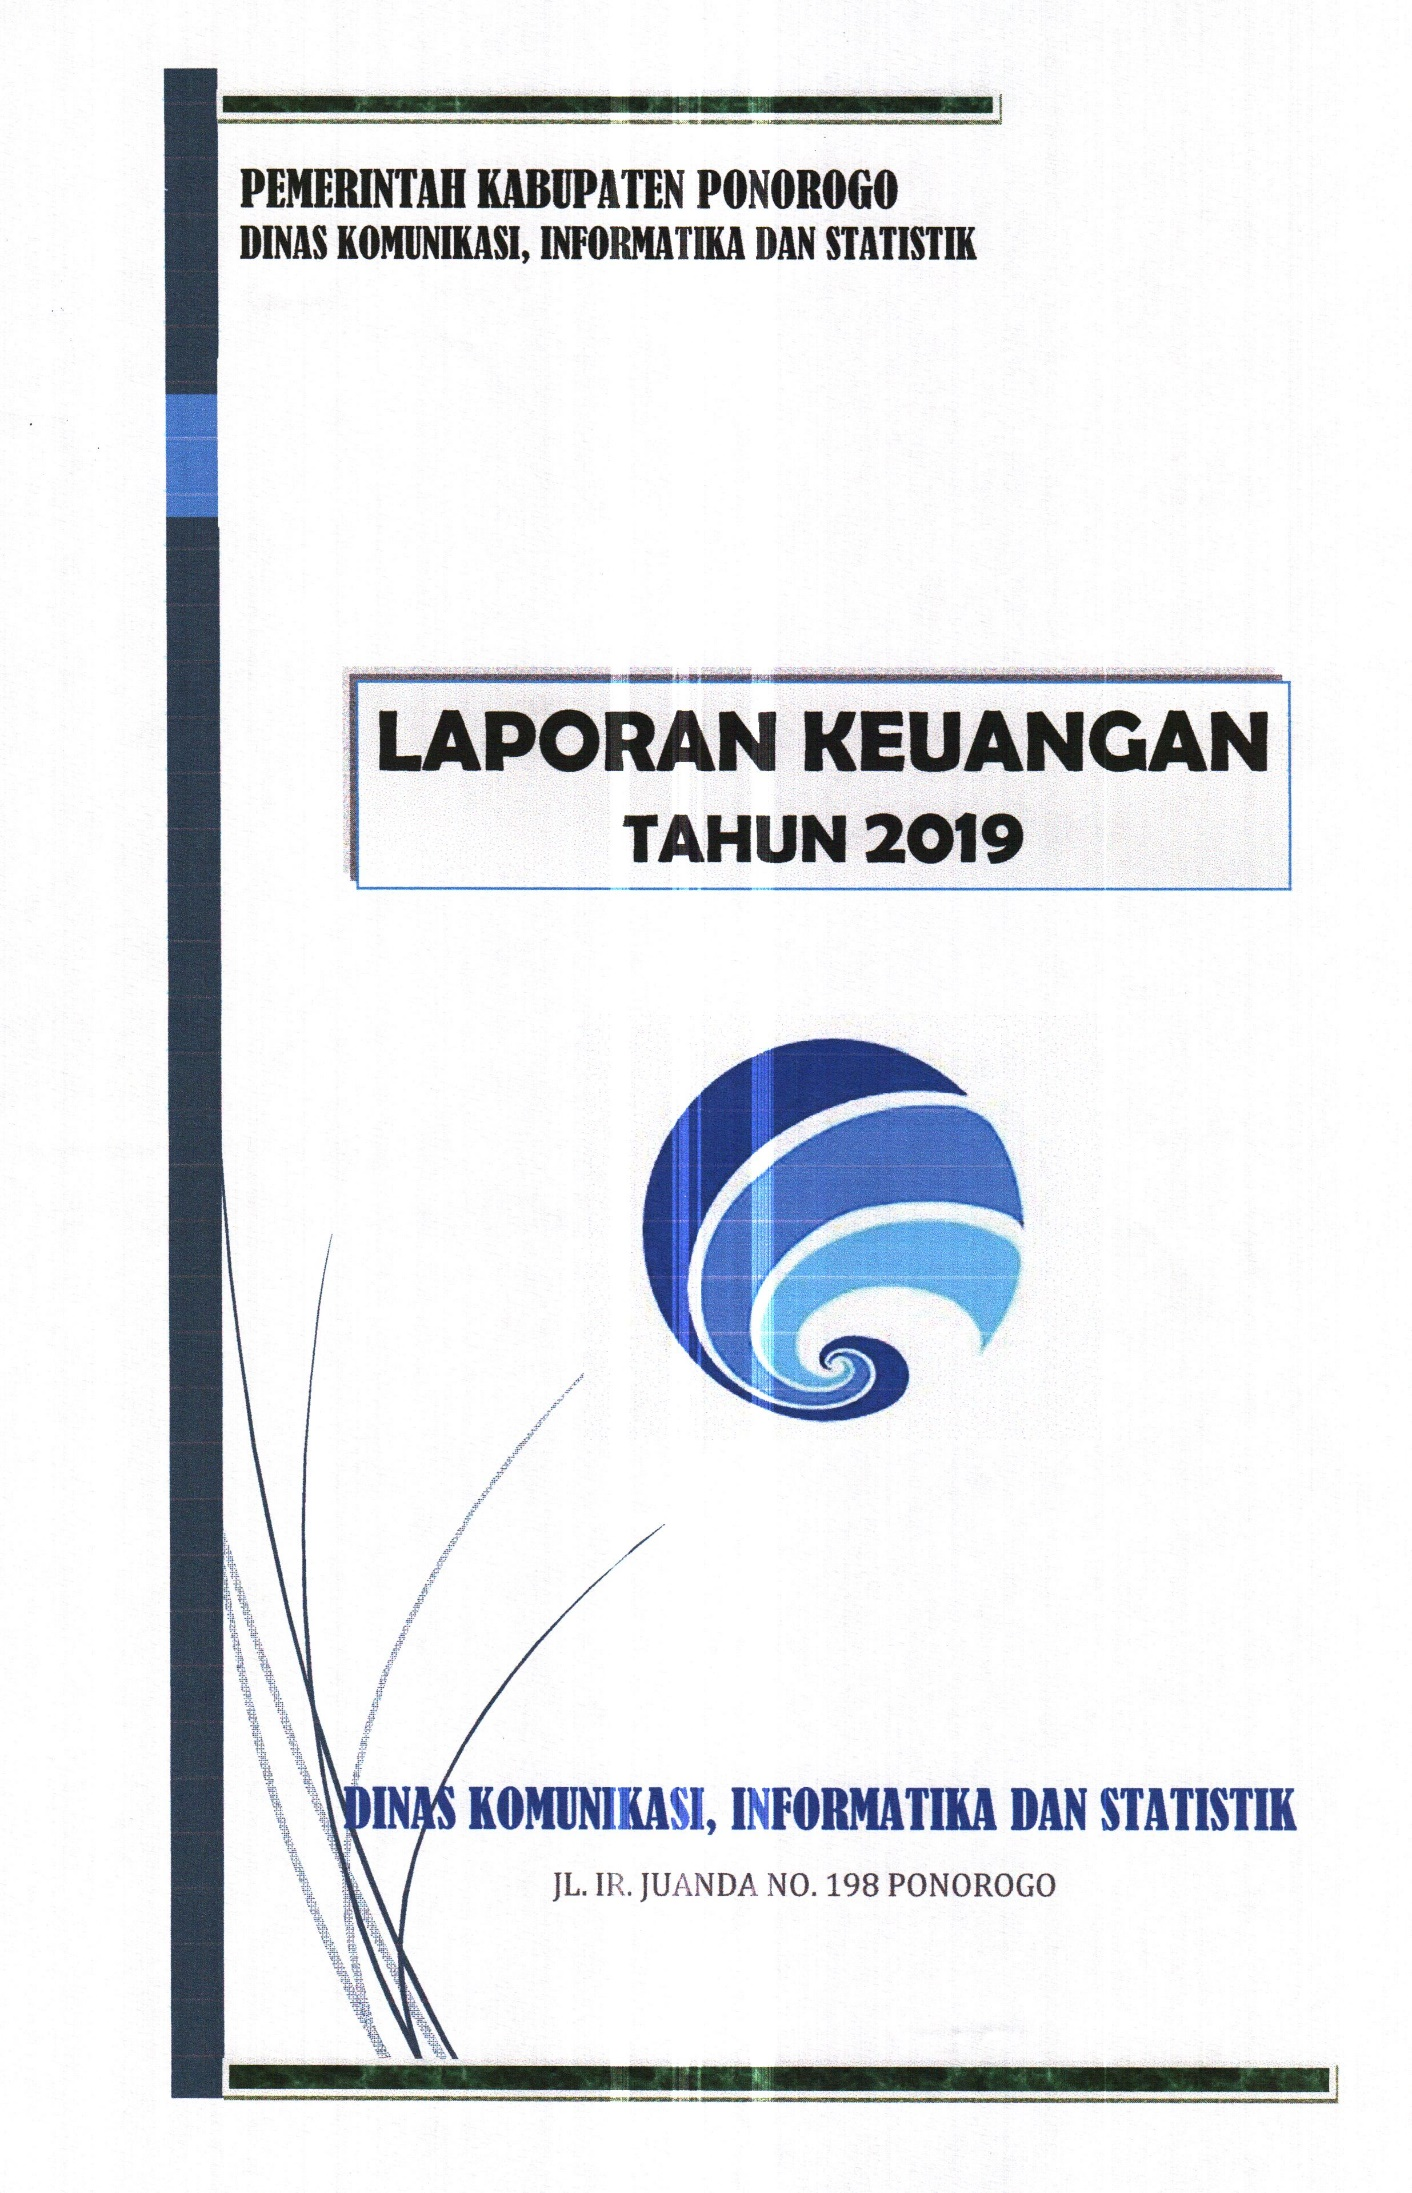 PEMERINTAH KABUPATEN PONOROGO
DINAS KOMUNIKASI, INFORMATIKA DAN STATISTIK
LAPORAN KEUANGAN
TAHUN 2019
DINAS KOMUNIKASI, INFORMATIKA DAN STATISTIK
JL. IR. JUANDA NO. 198 PONOROGO